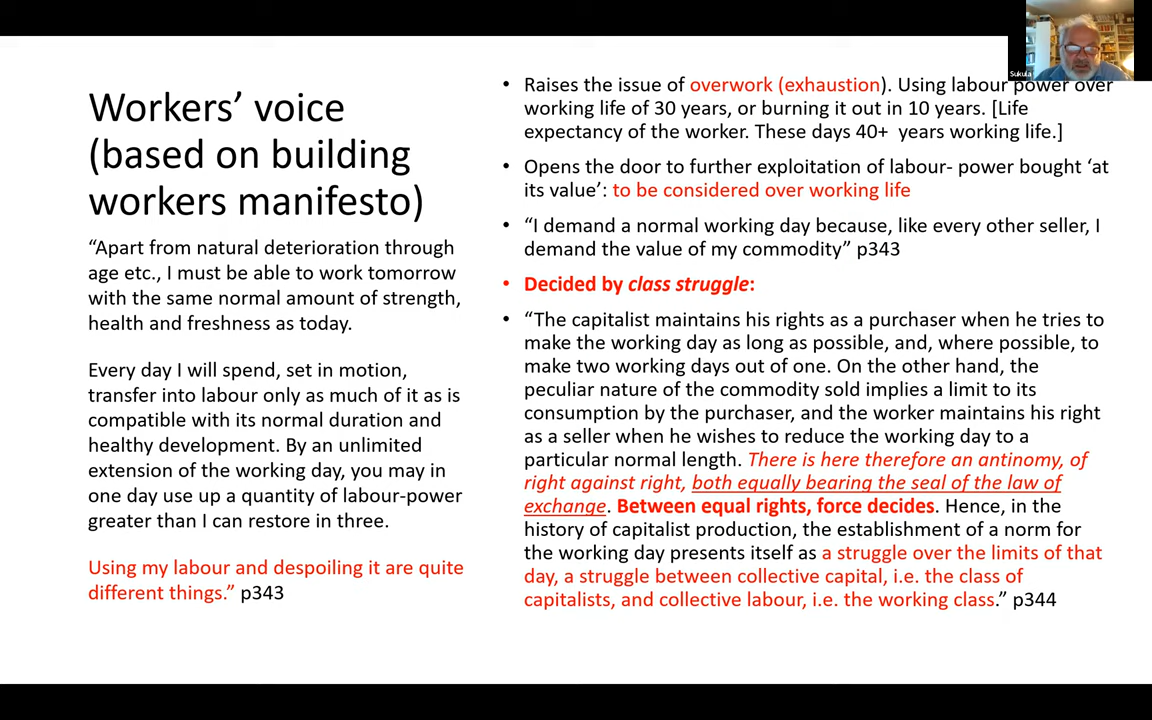 Sukula
Workers’ voice
(based on building
workers manifesto)
“Apart from natural deterioration through
age etc., I must be able to work tomorrow
with the same normal amount of strength,
health and freshness as today.
Every day I will spend, set in motion,
transfer into labour only as much of it as is
compatible with its normal duration and
healthy development. By an unlimited
extension of the working day, you may in
one day use up a quantity of labour-power
greater than I can restore in three.
Using my labour and despoiling it are quite
different things.” p343
• Raises the issue of overwork (exhaustion). Using labour power over
working life of 30 years, or burning it out in 10 years. [Life
expectancy of the worker. These days 40+  years working life.]
• Opens the door to further exploitation of labour- power bought ‘at
its value’: to be considered over working life
• “I demand a normal working day because, like every other seller, I
demand the value of my commodity” p343
• Decided by class struggle:
• “The capitalist maintains his rights as a purchaser when he tries to
make the working day as long as possible, and, where possible, to
make two working days out of one. On the other hand, the
peculiar nature of the commodity sold implies a limit to its
consumption by the purchaser, and the worker maintains his right
as a seller when he wishes to reduce the working day to a
particular normal length. There is here therefore an antinomy, of
right against right, both equally bearing the seal of the law of
exchange. Between equal rights, force decides. Hence, in the
history of capitalist production, the establishment of a norm for
the working day presents itself as a struggle over the limits of that
day, a struggle between collective capital, i.e. the class of
capitalists, and collective labour, i.e. the working class.” p344